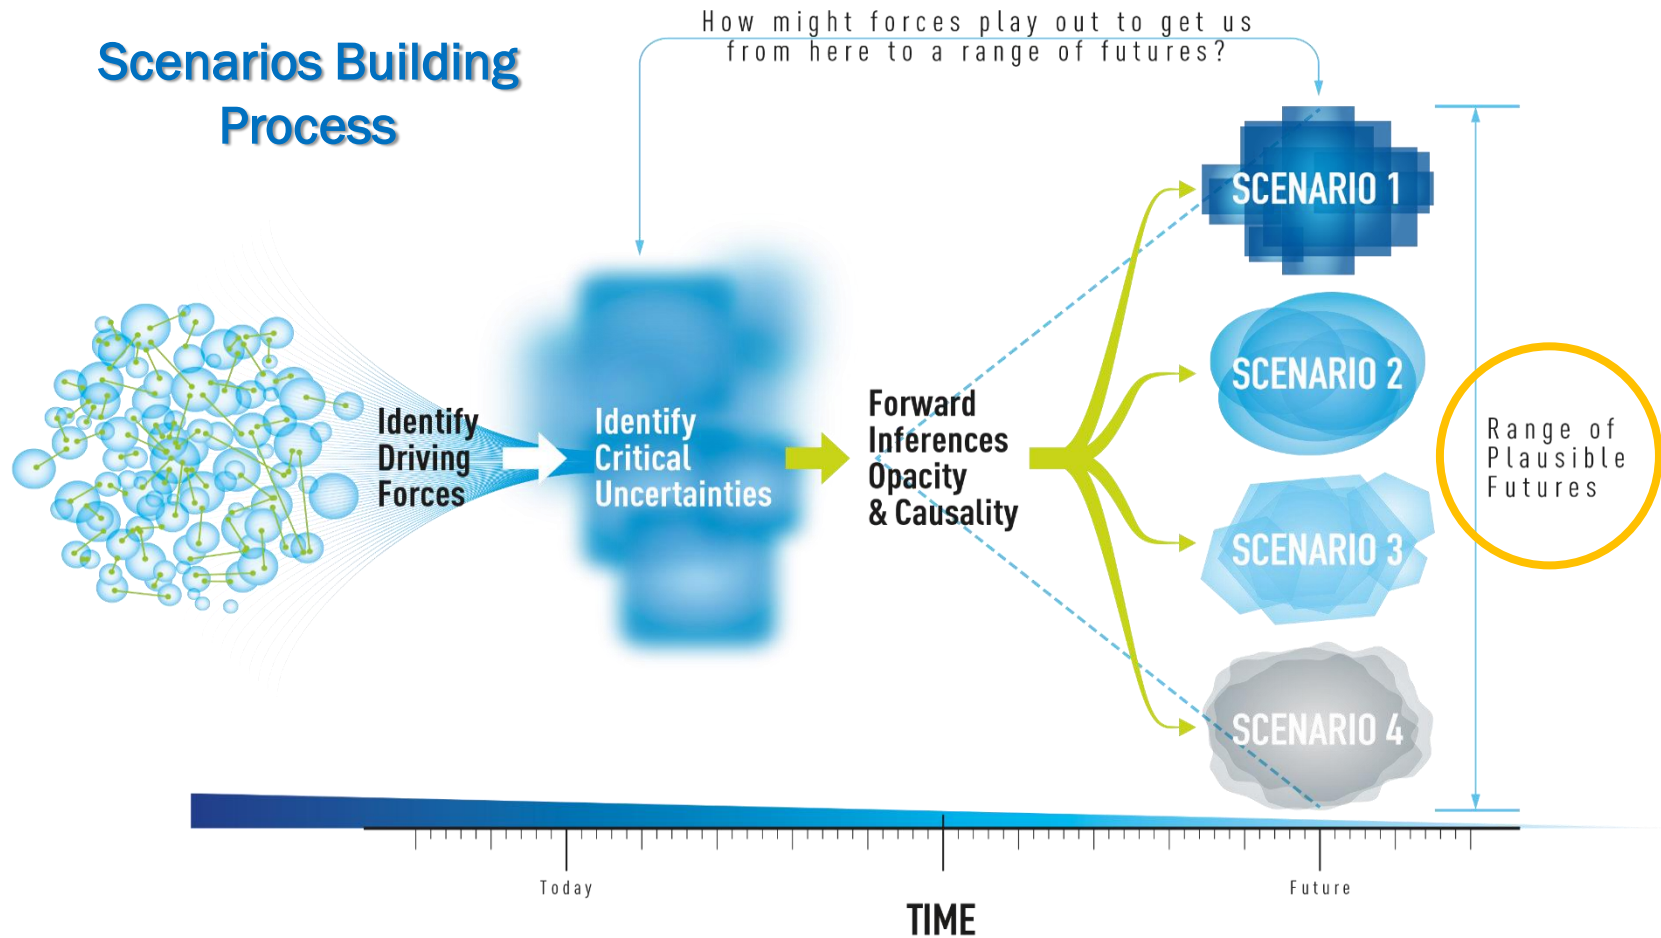 Scenarios Building
Process
How might forces play out to get us
from here to a range of futures?
Identify
Driving
Forces
Identify
Critical
Uncertainties
Forward
Inferences
Opacity
& Causality
SCENARIO 1
SCENARIO 2
SCENARIO 3
SCENARIO 4
Range of
Plausible
Futures
Today
Future
TIME